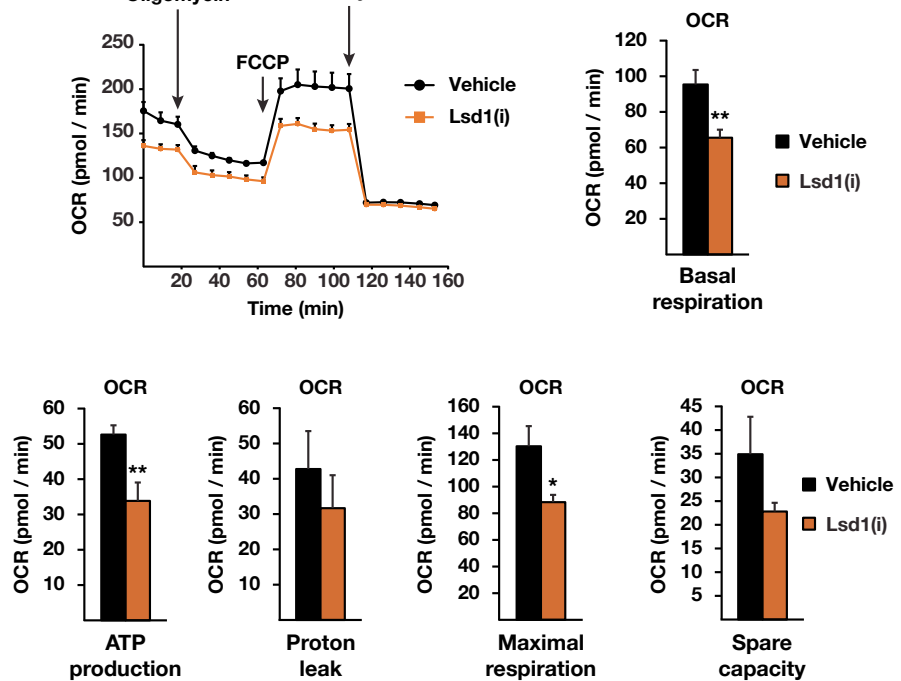 OCR
250
200
150
100
50
OCR (pmol / min)
FCCP
Vehicle
Lsd1(i)
20 40 60 80 100 120 140 160
Time (min)
120
100
80
60
40
20
OCR (pmol / min)
**
Vehicle
Lsd1(i)
Basal
respiration
OCR
60
50
40
30
20
10
OCR (pmol / min)
**
ATP
production
OCR
60
50
40
30
20
10
OCR (pmol / min)
Proton
leak
OCR
160
140
120
100
80
60
40
20
OCR (pmol / min)
*
Maximal
respiration
OCR
45
40
35
30
25
20
15
10
5
OCR (pmol / min)
Vehicle
Lsd1(i)
Spare
capacity